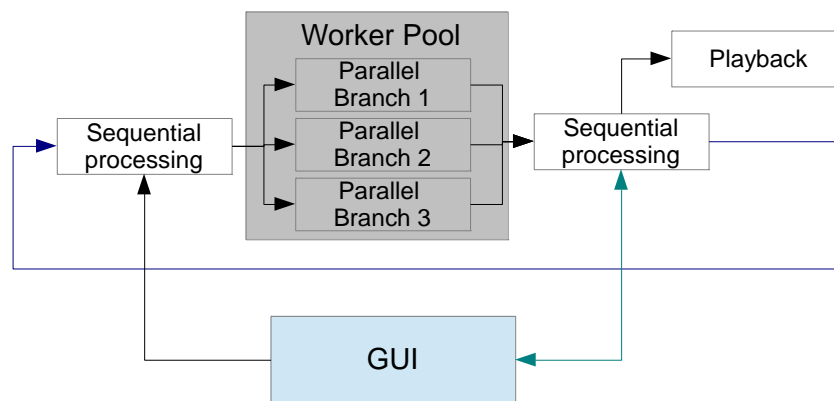 Worker Pool
Parallel
Branch 1
Playback
Sequential
processing
Parallel
Branch 2
Sequential
processing
Parallel
Branch 3
GUI